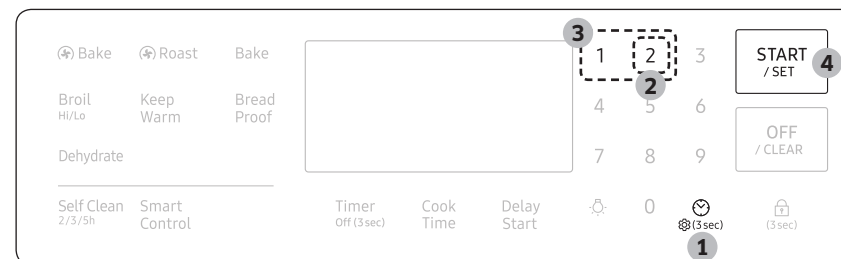 Bake Roast Bake 3 1 2 3 START
/ SET 4
2
Broil Keep Bread 4 5 6
Hi/Lo Warm Proof
OFF
/ CLEAR
Dehydrate 7 8 9
Self Clean Smart Timer Cook Delay 0
2/3/5h Control Off (3 sec) Time Start (3 sec) (3 sec)
1